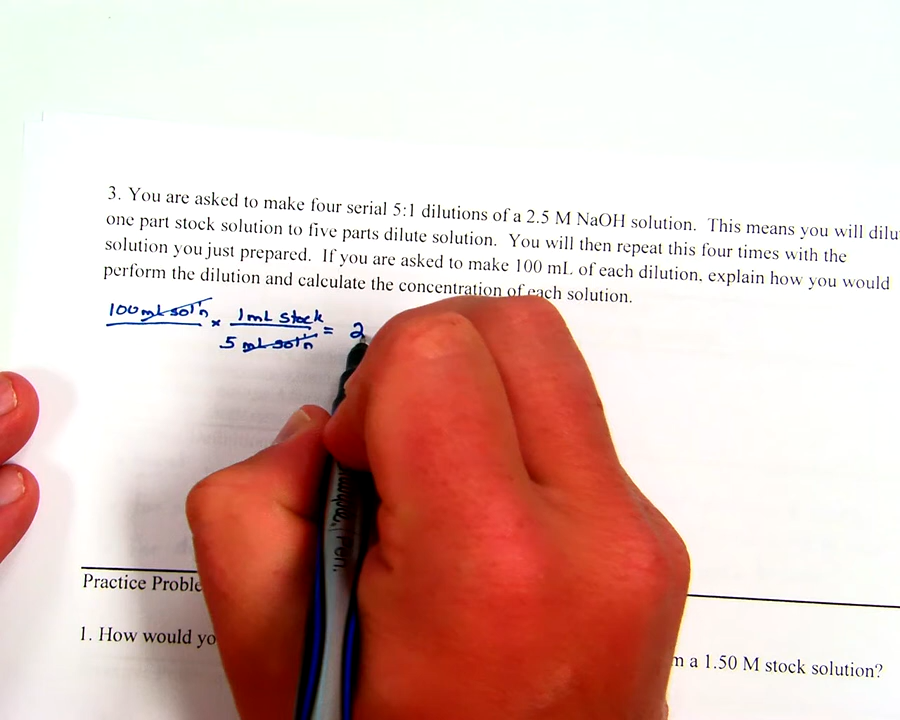 3. You are asked to make four serial 5:1 dilutions of a 2.5 M NaOH solution. This means you will dilu
one part stock solution to five parts dilute solution. You will then repeat this four times with the
solution you just prepared. If you are asked to make 100 mL of each dilution, explain how you would
perform the dilution and calculate the concentration of each solution.
100 mL sol'n × 1 mL stock = 2
5 mL sol'n
Practice Proble
1. How would yo m a 1.50 M stock solution?